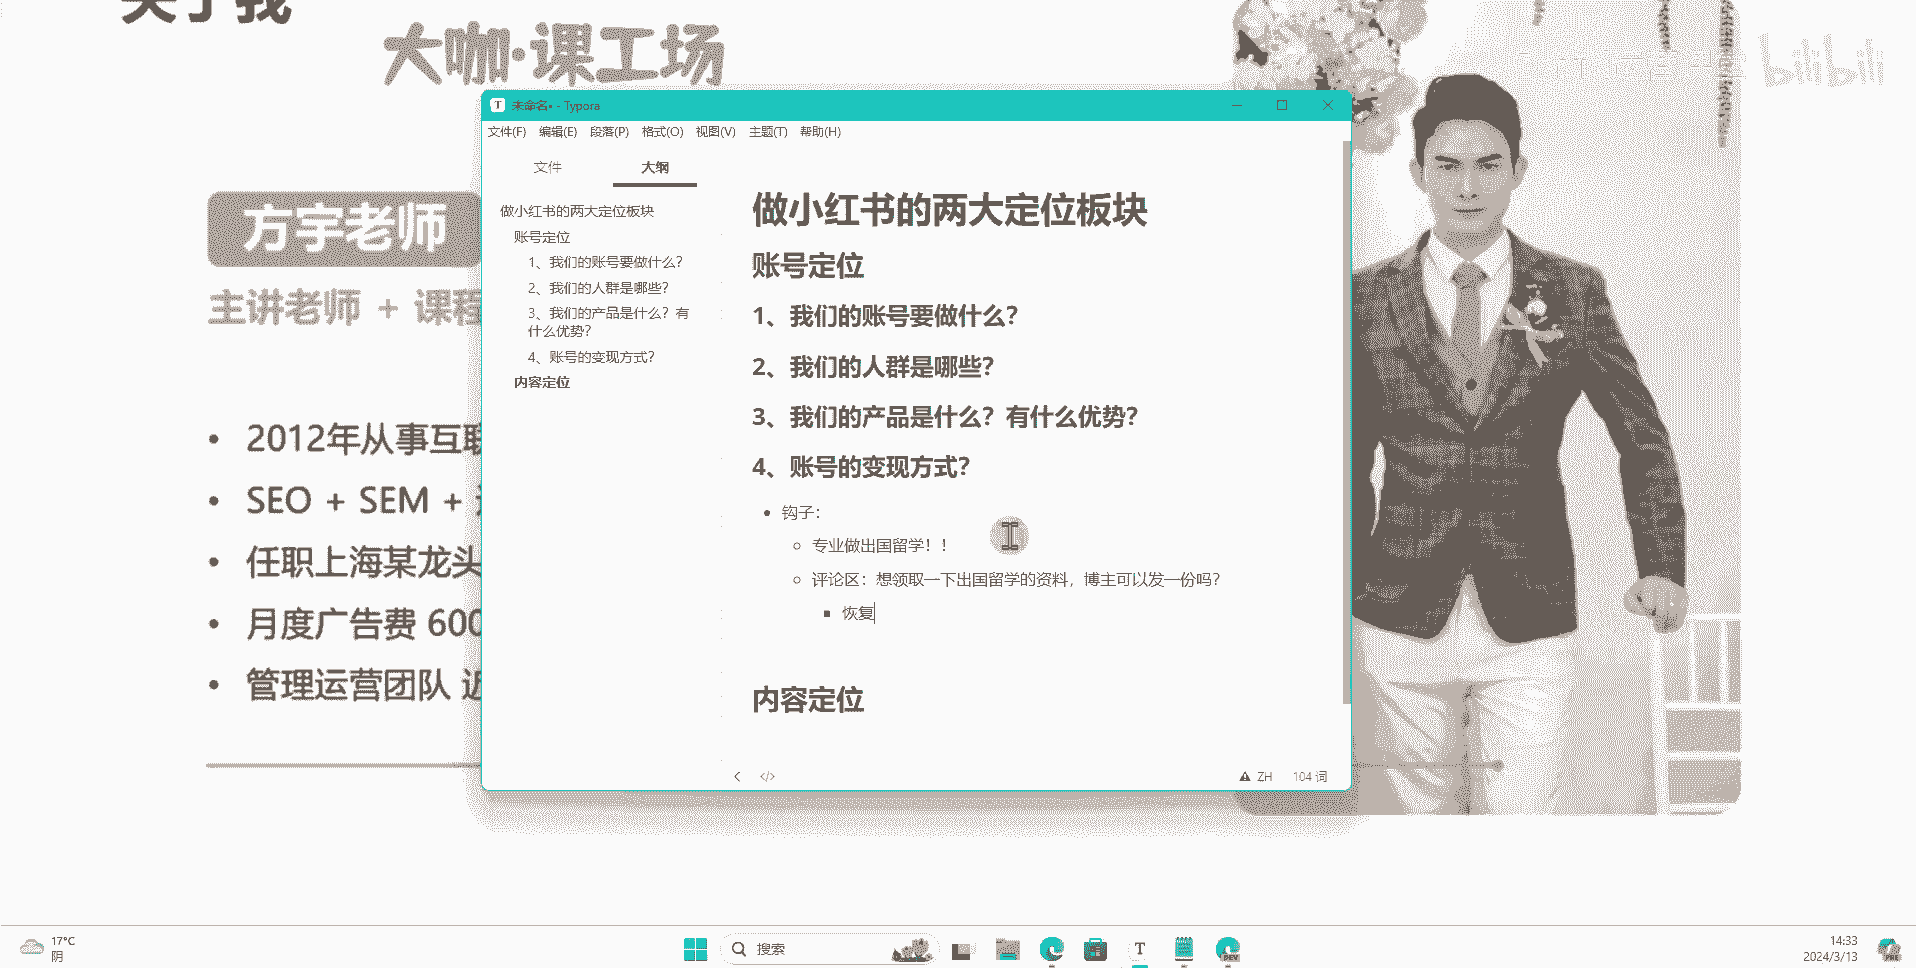 关于我
大咖·课工场
bilibili
方宇老师
主讲老师 + 课程
2012年从事互联
SEO + SEM +
任职上海某龙头
月度广告费 600
管理运营团队 近
未命名• - Typora
文件(F) 编辑(E) 段落(P) 格式(O) 视图(V) 主题(T) 帮助(H)
文件 大纲
做小红书的两大定位板块
账号定位
1、我们的账号要做什么？
2、我们的人群是哪些？
3、我们的产品是什么？有
什么优势？
4、账号的变现方式？
内容定位
做小红书的两大定位板块
账号定位
1、我们的账号要做什么？
2、我们的人群是哪些？
3、我们的产品是什么？有什么优势？
4、账号的变现方式？
钩子：
专业做出国留学！！
评论区：想领取一下出国留学的资料，博主可以发一份吗？
恢复
内容定位
ZH 104 词
17°C
阴
搜索
14:33
2024/3/13